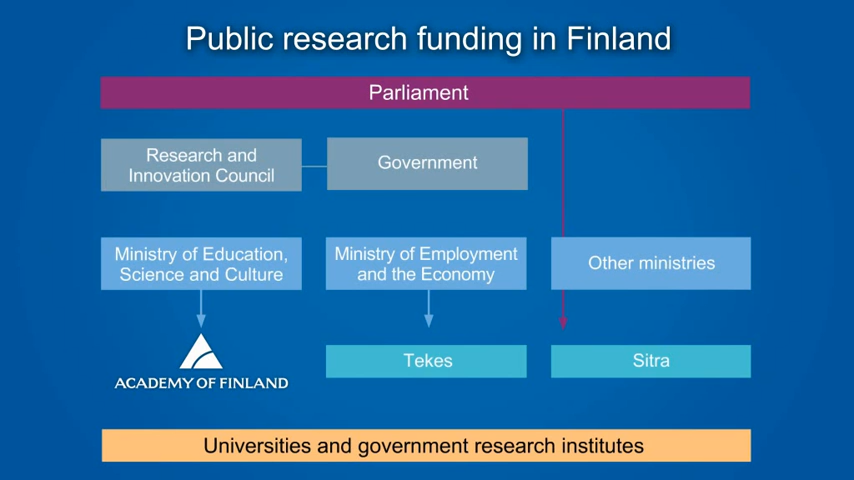 Public research funding in Finland
Parliament
Research and
Innovation Council
Government
Ministry of Education,
Science and Culture
Ministry of Employment
and the Economy
Other ministries
ACADEMY OF FINLAND
Tekes
Sitra
Universities and government research institutes